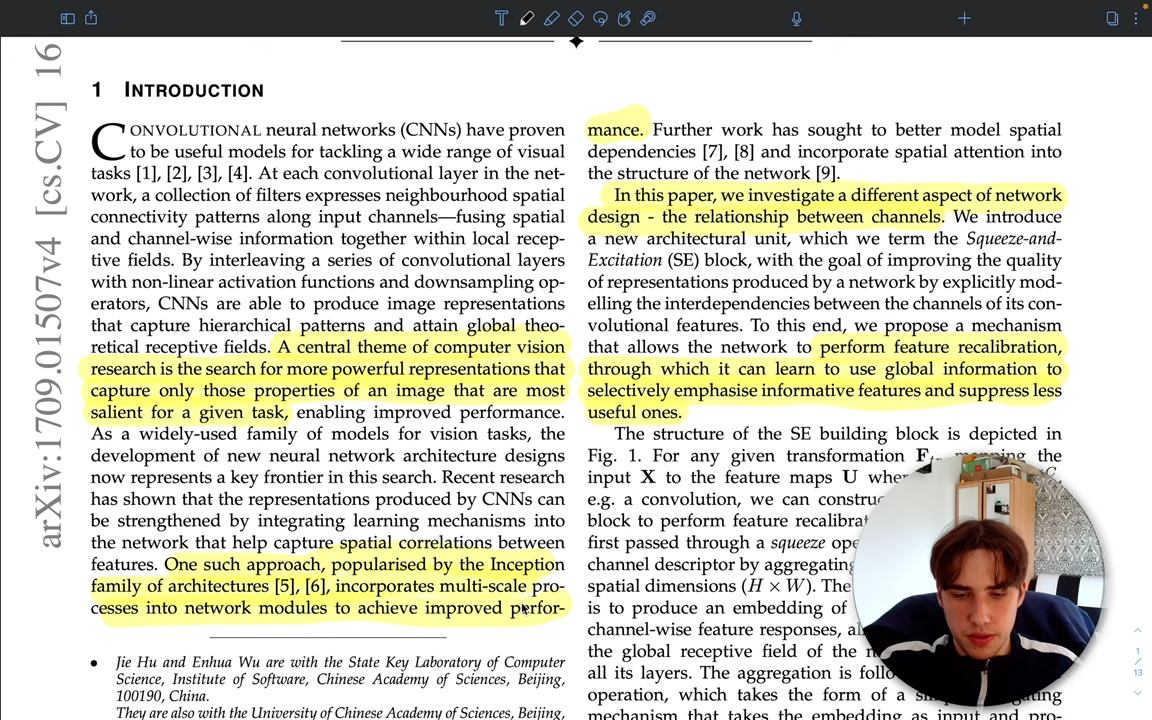 arXiv:1709.01507v4 [cs.CV] 16
1 INTRODUCTION
CONVOLUTIONAL neural networks (CNNs) have proven
to be useful models for tackling a wide range of visual
tasks [1], [2], [3], [4]. At each convolutional layer in the net-
work, a collection of filters expresses neighbourhood spatial
connectivity patterns along input channels—fusing spatial
and channel-wise information together within local recep-
tive fields. By interleaving a series of convolutional layers
with non-linear activation functions and downsampling op-
erators, CNNs are able to produce image representations
that capture hierarchical patterns and attain global theo-
retical receptive fields. A central theme of computer vision
research is the search for more powerful representations that
capture only those properties of an image that are most
salient for a given task, enabling improved performance.
As a widely-used family of models for vision tasks, the
development of new neural network architecture designs
now represents a key frontier in this search. Recent research
has shown that the representations produced by CNNs can
be strengthened by integrating learning mechanisms into
the network that help capture spatial correlations between
features. One such approach, popularised by the Inception
family of architectures [5], [6], incorporates multi-scale pro-
cesses into network modules to achieve improved perfor-
• Jie Hu and Enhua Wu are with the State Key Laboratory of Computer
Science, Institute of Software, Chinese Academy of Sciences, Beijing,
100190, China.
They are also with the University of Chinese Academy of Sciences, Beijing,
mance. Further work has sought to better model spatial
dependencies [7], [8] and incorporate spatial attention into
the structure of the network [9].
In this paper, we investigate a different aspect of network
design - the relationship between channels. We introduce
a new architectural unit, which we term the Squeeze-and-
Excitation (SE) block, with the goal of improving the quality
of representations produced by a network by explicitly mod-
elling the interdependencies between the channels of its con-
volutional features. To this end, we propose a mechanism
that allows the network to perform feature recalibration,
through which it can learn to use global information to
selectively emphasise informative features and suppress less
useful ones.
The structure of the SE building block is depicted in
Fig. 1. For any given transformation F the
input X to the feature maps U
e.g. a convolution, we can
block to perform feature
first passed through a squeeze
channel descriptor by aggregating
spatial dimensions (H × W). The
is to produce an embedding of
channel-wise feature responses,
the global receptive field of the
all its layers. The aggregation is
operation, which takes the form of a
mechanism that takes the embedding as input and pro-
1
/
13